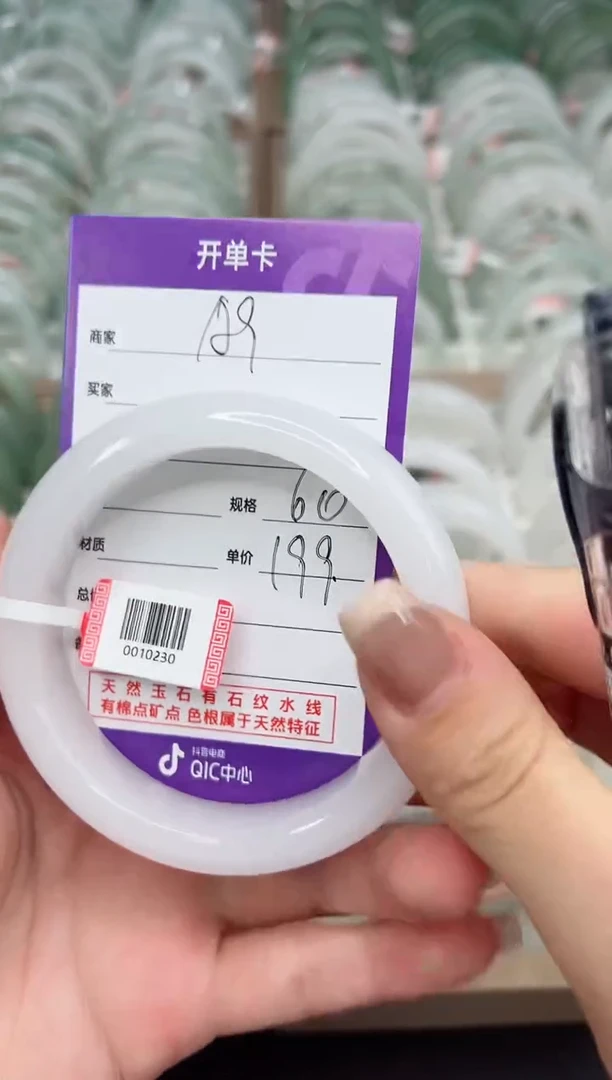 开单卡
商家
买家
规格 60
材质 单价 199
0010230
天然玉石有石纹水线
有棉点矿点 色根属于天然特征
抖音电商
QIC中心